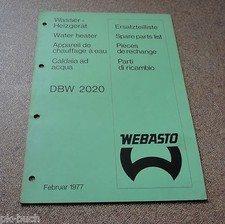 Wasser-
Heizgerät
Water heater
Appareil de
chauffage à eau
Caldaia ad
acqua
Ersatzteilliste
Spare parts list
Pièces
de rechange
Parti
di ricambio
DBW 2020
WEBASTO
Februar 1977
pk-buch